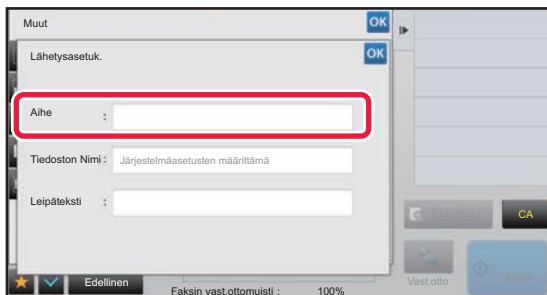 Muut OK
Lähetysasetuk. OK
Aihe :
Tiedoston Nimi : Järjestelmäasetusten määrittämä
Leipäteksti :
CA
Edellinen
Vast.otto
Faksin vast.ottomuisti : 100%